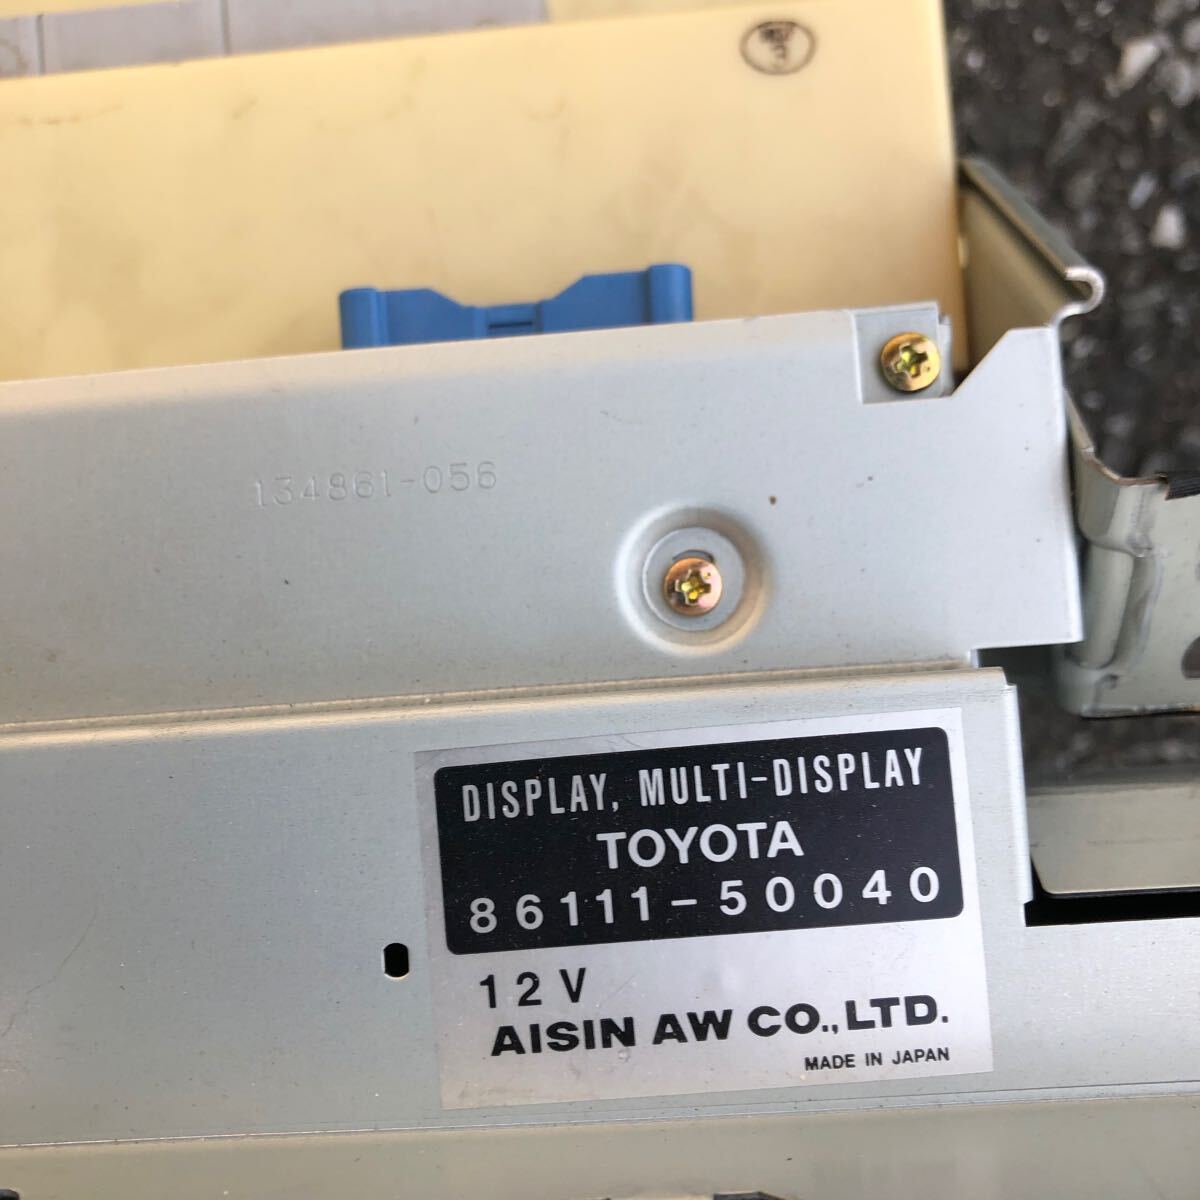 134861-056
DISPLAY, MULTI-DISPLAY
TOYOTA
86111-50040
12V
AISIN AW CO., LTD.
MADE IN JAPAN